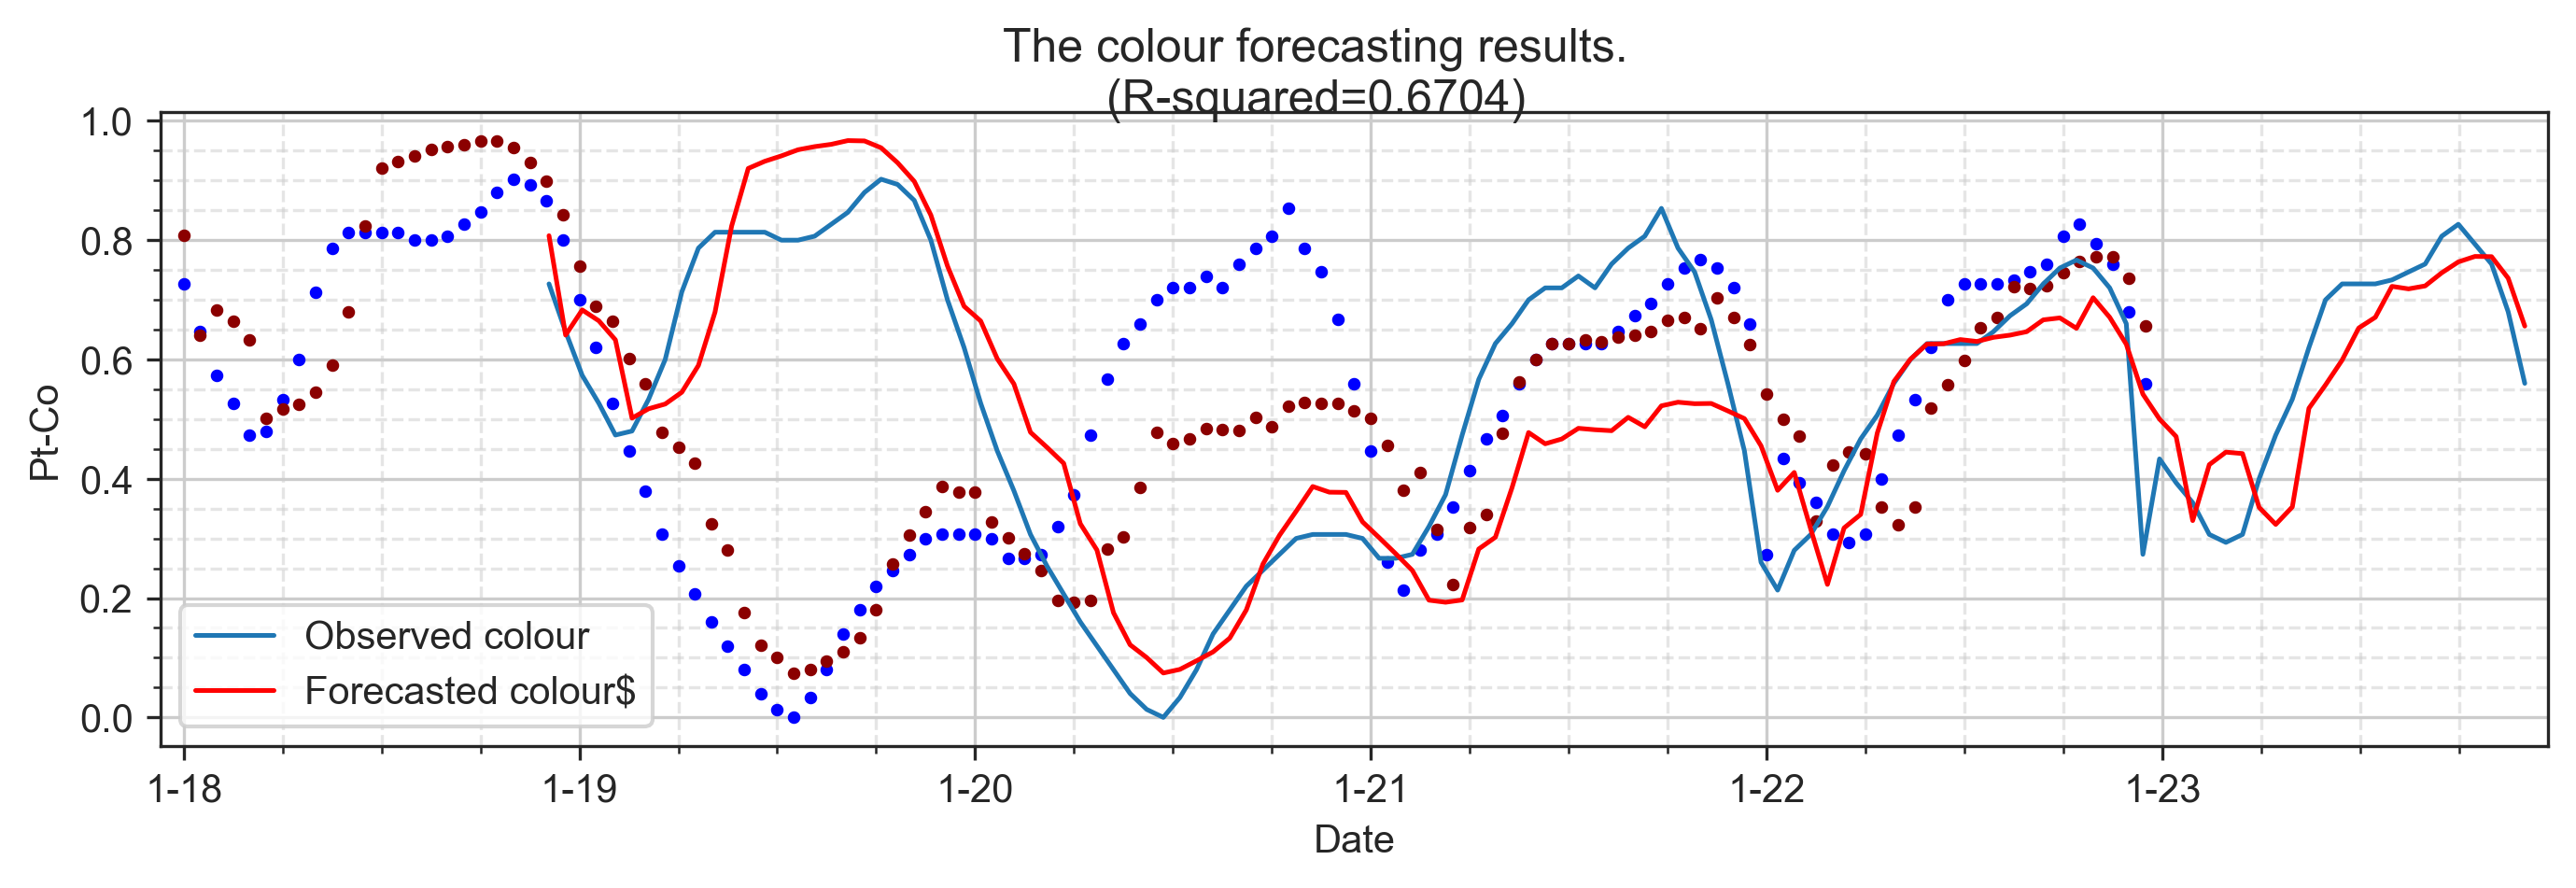 The colour forecasting results.
(R-squared=0.6704)
1.0
0.8
0.6
0.4
0.2
0.0
Pt-Co
Observed colour
Forecasted colour$
1-18
1-19
1-20
1-21
1-22
1-23
Date